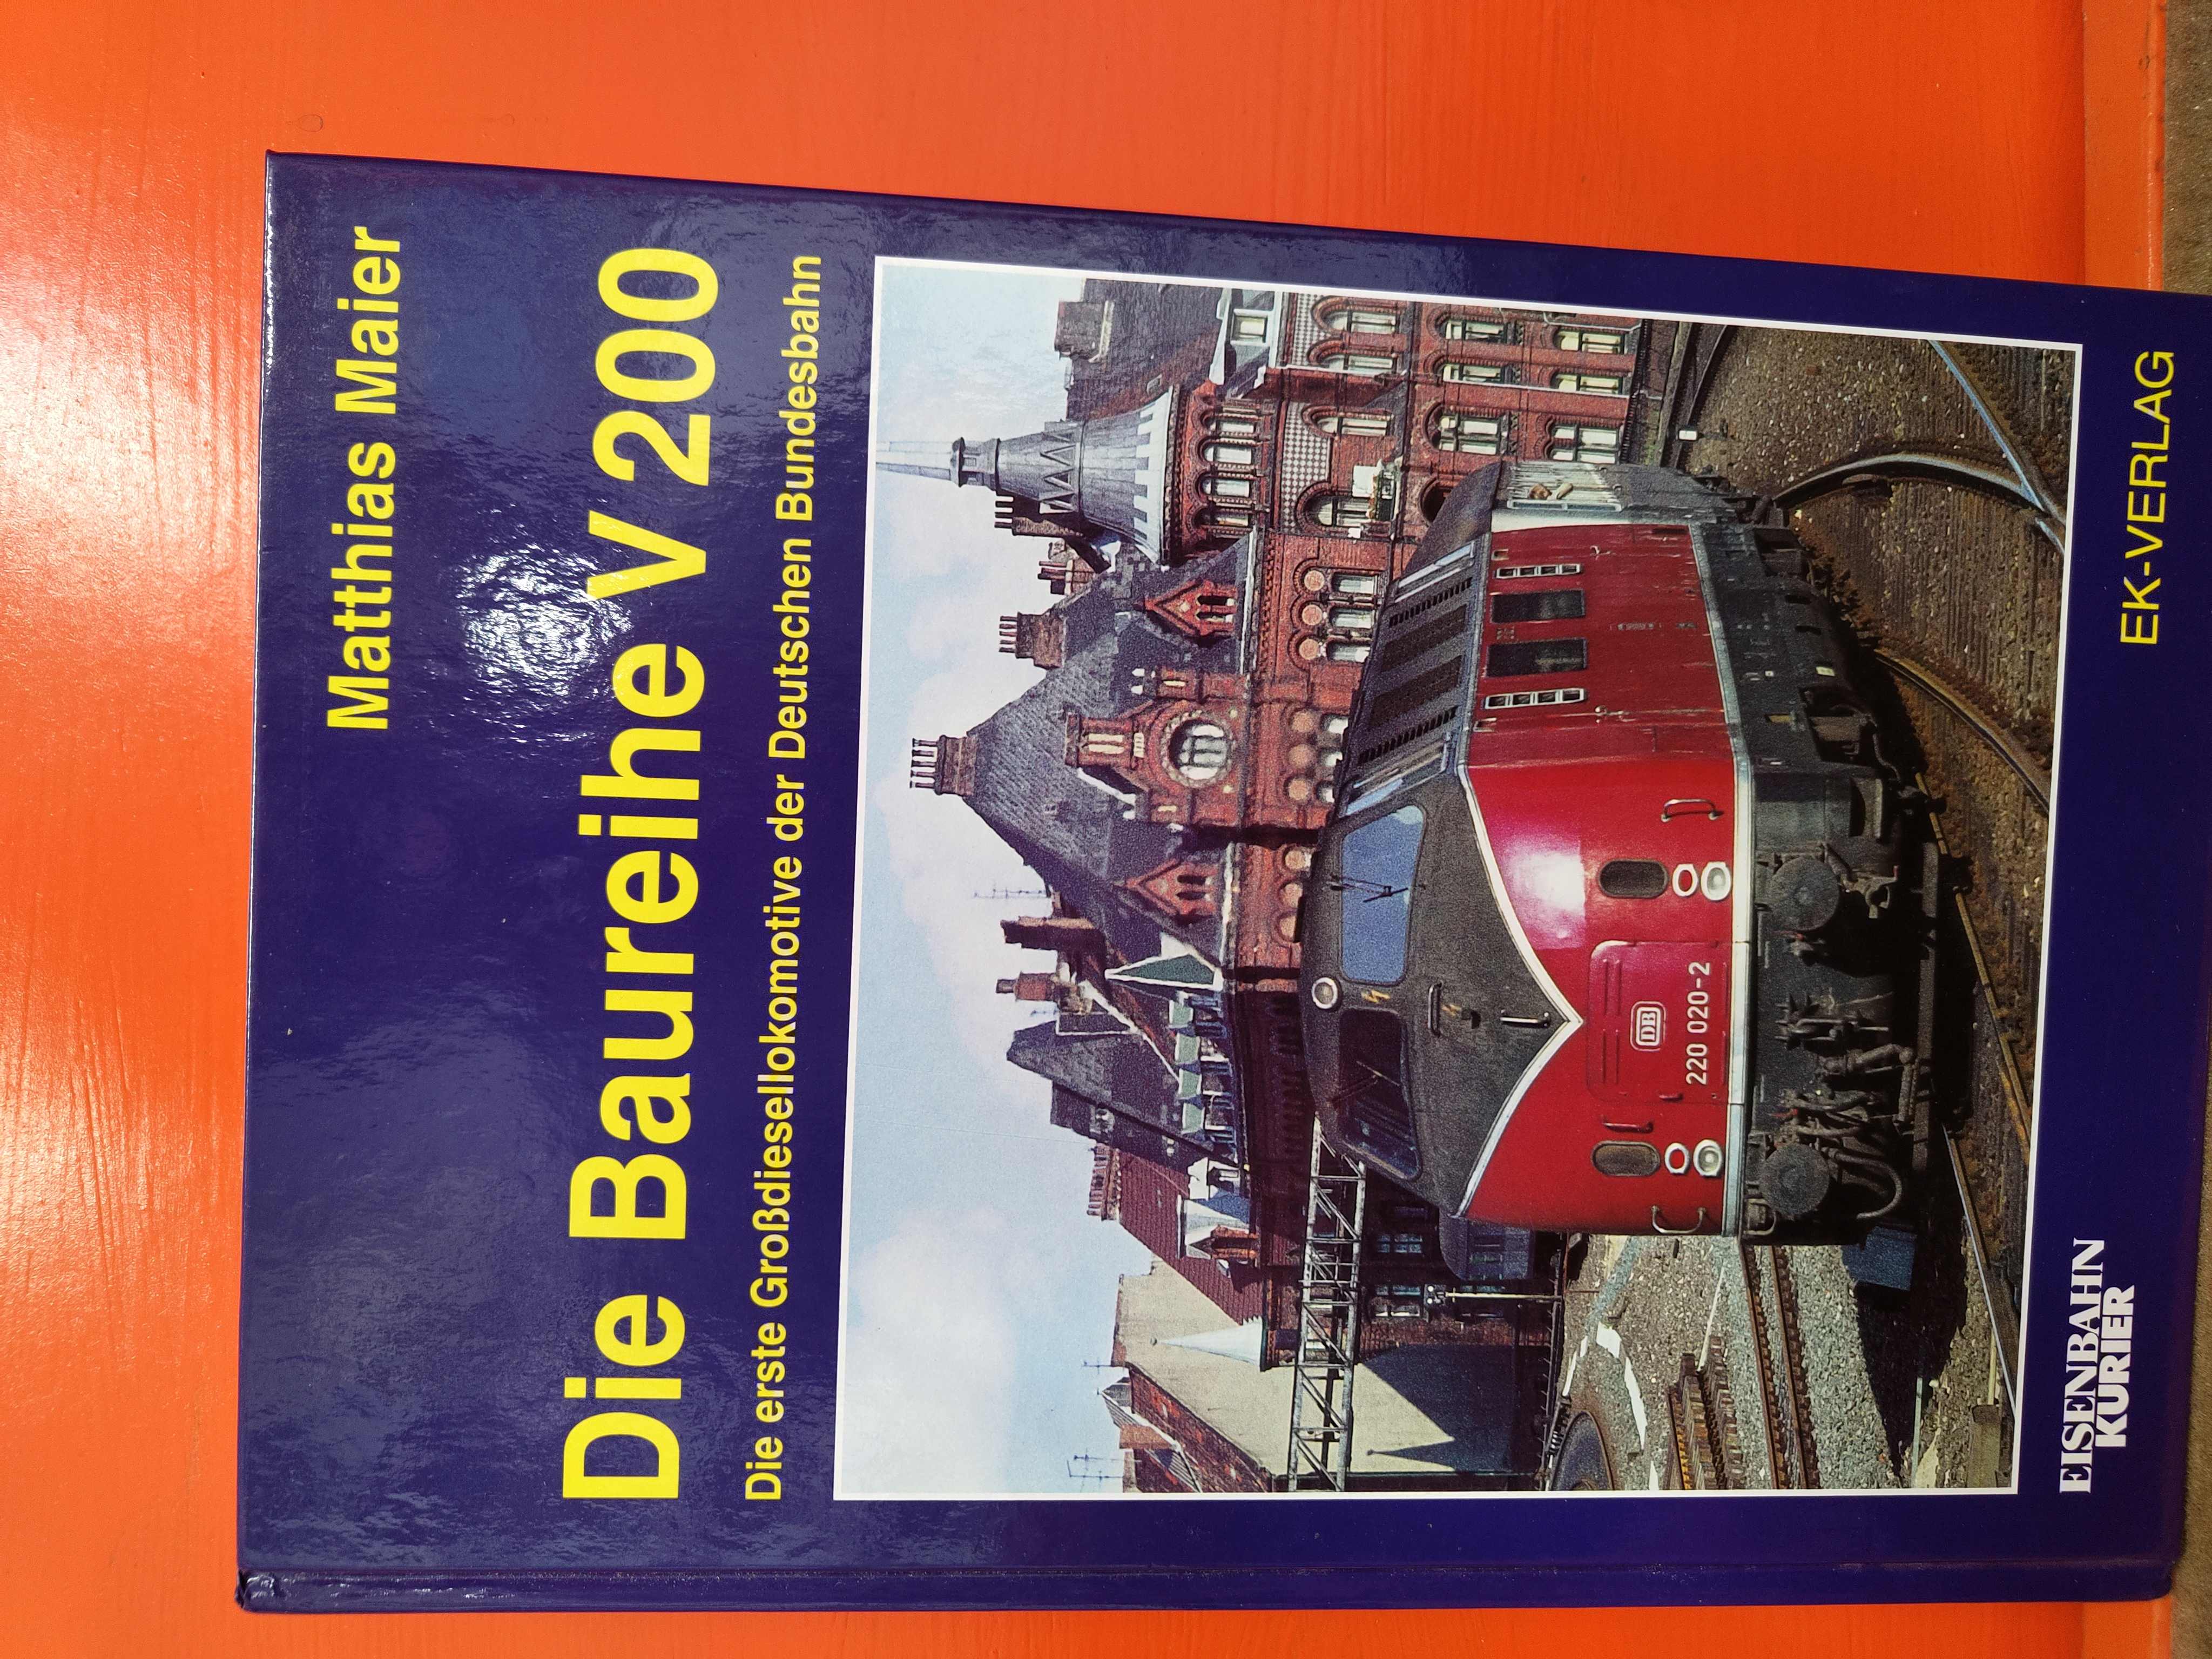 Matthias Maier
Die Baureihe V 200
Die erste Großdiesellokomotive der Deutschen Bundesbahn
DB
220 020-2
EISENBAHN
KURIER
EK-VERLAG